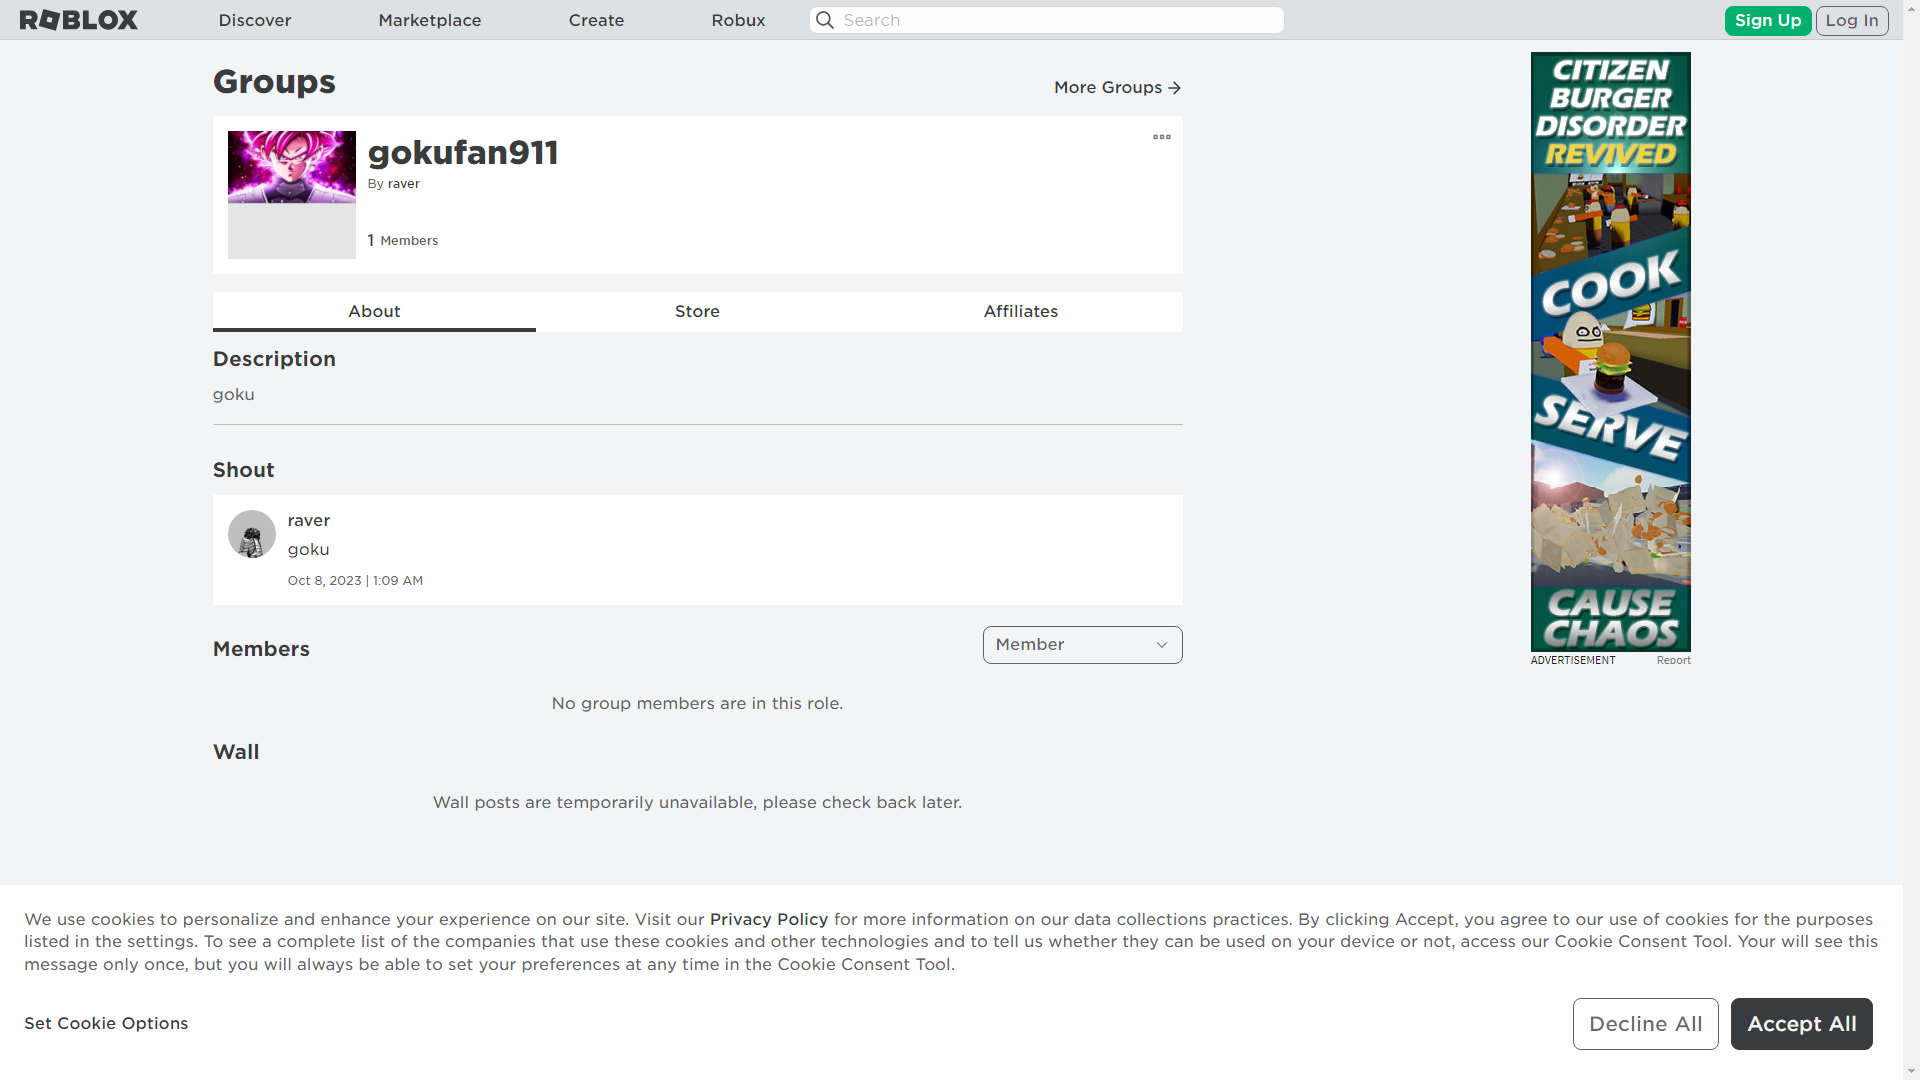 ROBLOX
Discover
Marketplace
Create
Robux
Search
Sign Up
Log In
Groups
More Groups
gokufan911
By raver
1 Members
About
Store
Affiliates
Description
goku
Shout
raver
goku
Oct 8, 2023 | 1:09 AM
Members
Member
No group members are in this role.
Wall
Wall posts are temporarily unavailable, please check back later.
CITIZEN
BURGER
DISORDER
REVIVED
COOK
SERVE
CAUSE
CHAOS
ADVERTISEMENT
Report
We use cookies to personalize and enhance your experience on our site. Visit our Privacy Policy for more information on our data collections practices. By clicking Accept, you agree to our use of cookies for the purposes
listed in the settings. To see a complete list of the companies that use these cookies and other technologies and to tell us whether they can be used on your device or not, access our Cookie Consent Tool. Your will see this
message only once, but you will always be able to set your preferences at any time in the Cookie Consent Tool.
Set Cookie Options
Decline All
Accept All